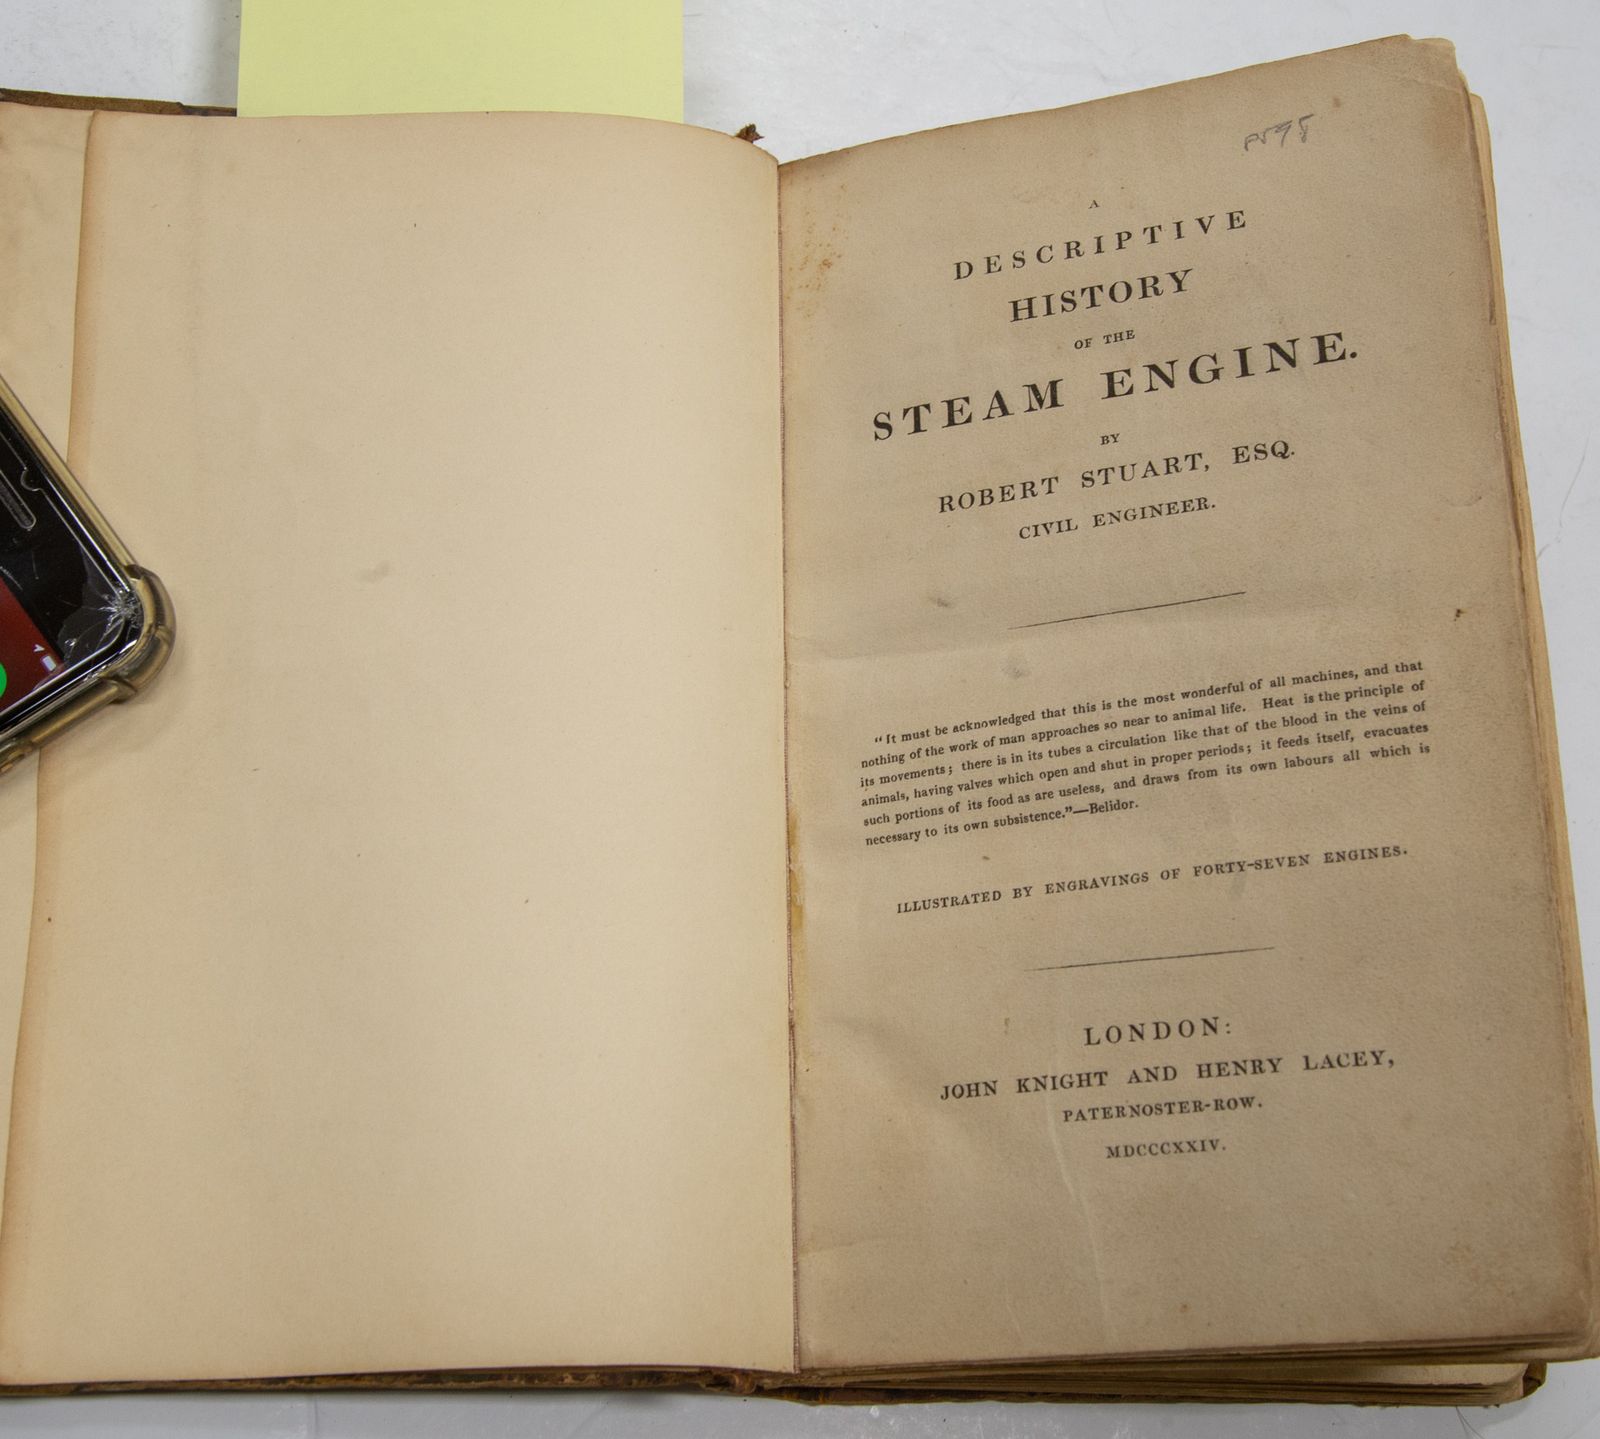 A
DESCRIPTIVE
HISTORY
OF THE
STEAM ENGINE.
BY
ROBERT STUART, ESQ.
CIVIL ENGINEER.
"It must be acknowledged that this is the most wonderful of all machines, and that
nothing of the work of man approaches so near to animal life. Heat is the principle of
its movements; there is in its tubes a circulation like that of the blood in the veins of
animals, having valves which open and shut in proper periods; it feeds itself, evacuates
such portions of its food as are useless, and draws from its own labours all which is
necessary to its own subsistence."—Belidor.
ILLUSTRATED BY ENGRAVINGS OF FORTY-SEVEN ENGINES.
LONDON:
JOHN KNIGHT AND HENRY LACEY,
PATERNOSTER-ROW.
MDCCCXXIV.